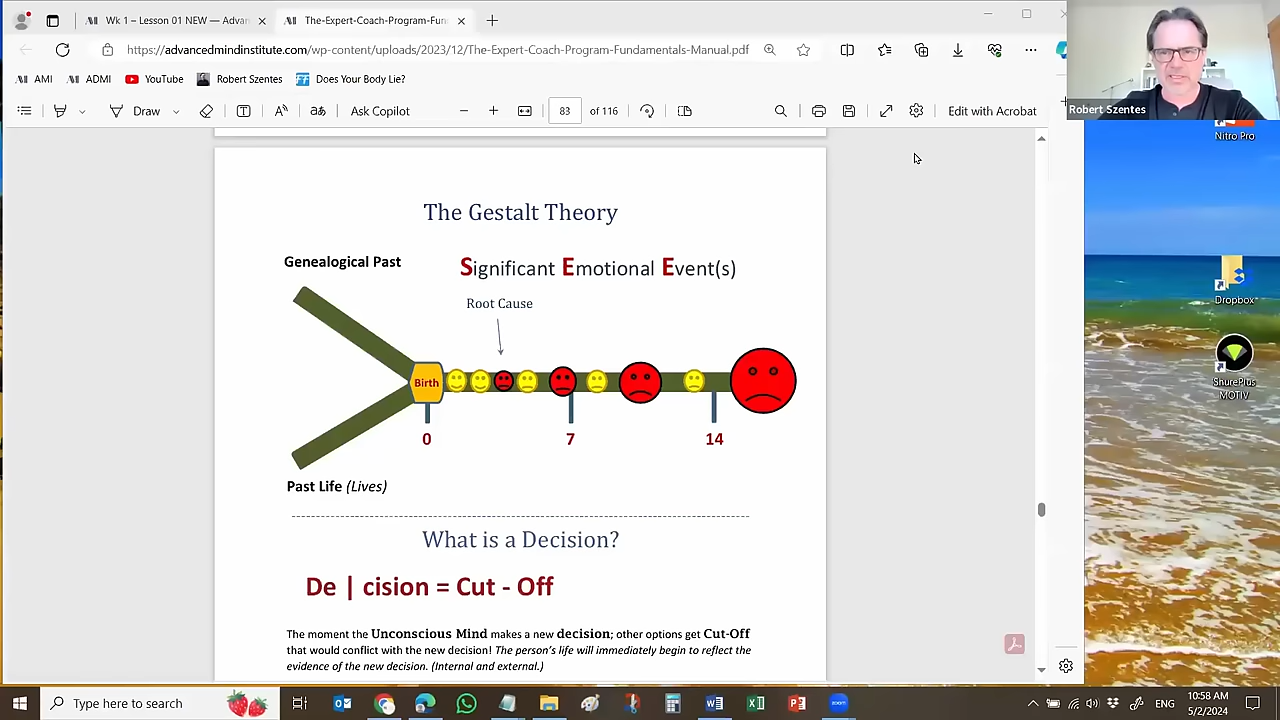 Wk 1 – Lesson 01 NEW — Advan
The-Expert-Coach-Program-Fun
https://advancedmindinstitute.com/wp-content/uploads/2023/12/The-Expert-Coach-Program-Fundamentals-Manual.pdf
AMI
ADMI
YouTube
Robert Szentes
Does Your Body Lie?
Draw
Ask Copilot
83
of 116
Edit with Acrobat
Robert Szentes
Nitro Pro
Dropbox
ShurePlus
MOTIV
The Gestalt Theory
Genealogical Past
Significant Emotional Event(s)
Root Cause
Birth
0
7
14
Past Life (Lives)
What is a Decision?
De | cision = Cut - Off
The moment the Unconscious Mind makes a new decision; other options get Cut-Off
that would conflict with the new decision! The person's life will immediately begin to reflect the
evidence of the new decision. (Internal and external.)
Type here to search
zoom
ENG
10:58 AM
5/2/2024